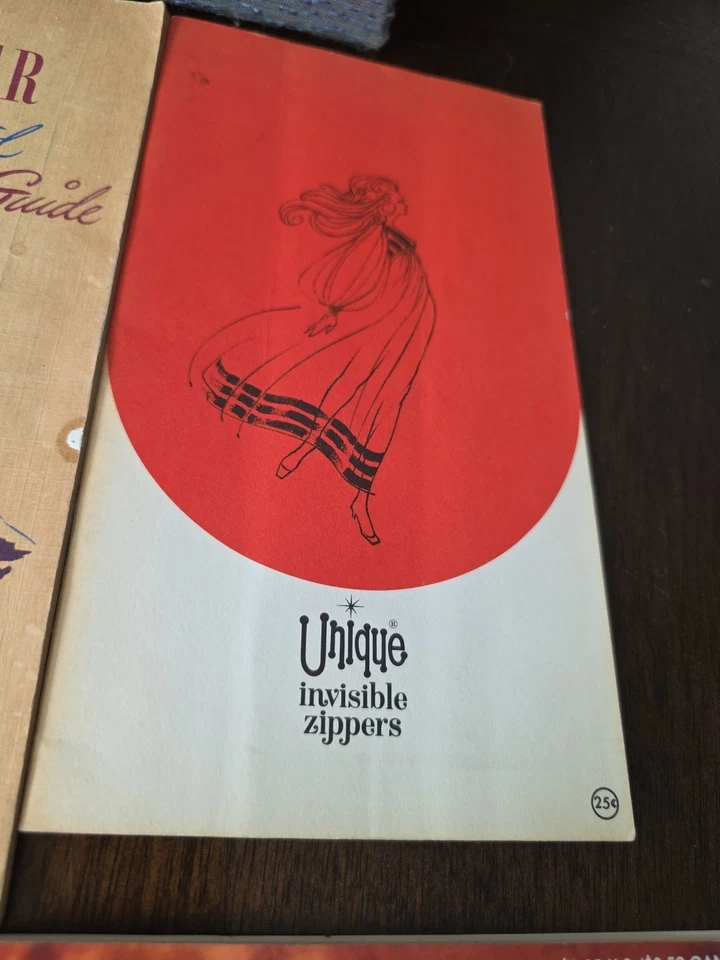 Guide
Unique®
invisible
zippers
25¢